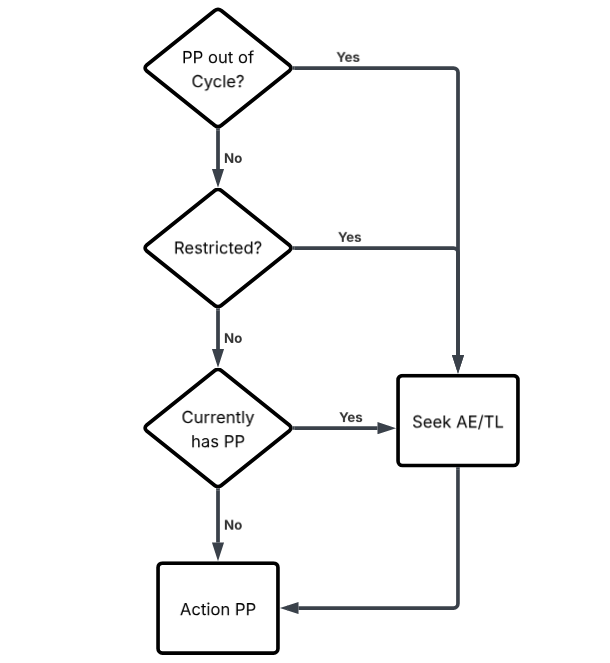 PP out of
Cycle?
Yes
No
Restricted?
Yes
No
Currently
has PP
Yes
Seek AE/TL
No
Action PP